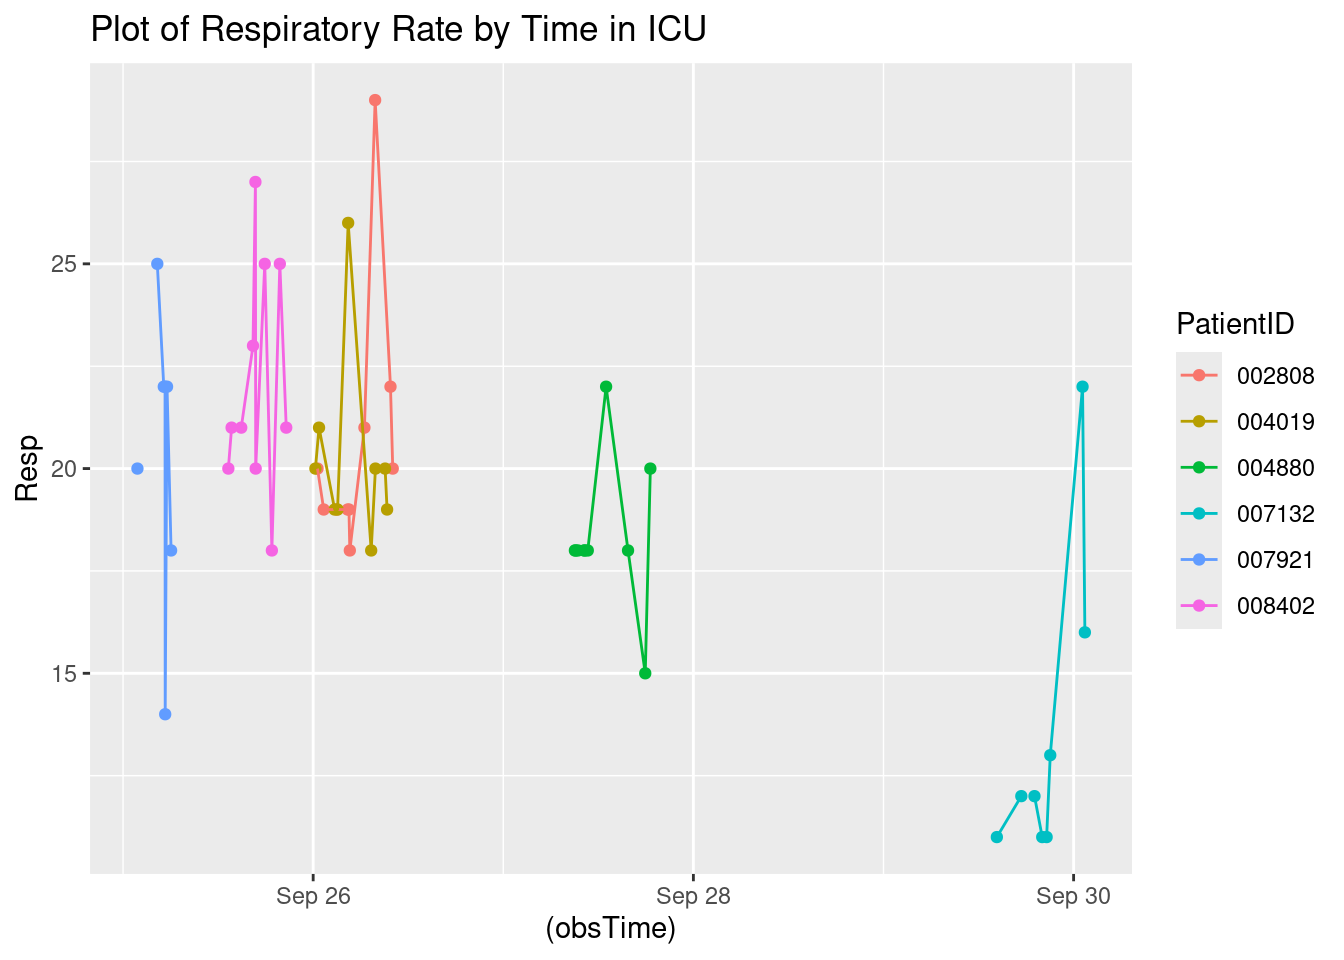 Plot of Respiratory Rate by Time in ICU
25
20
15
Resp
Sep 26
Sep 28
Sep 30
(obsTime)
PatientID
002808
004019
004880
007132
007921
008402